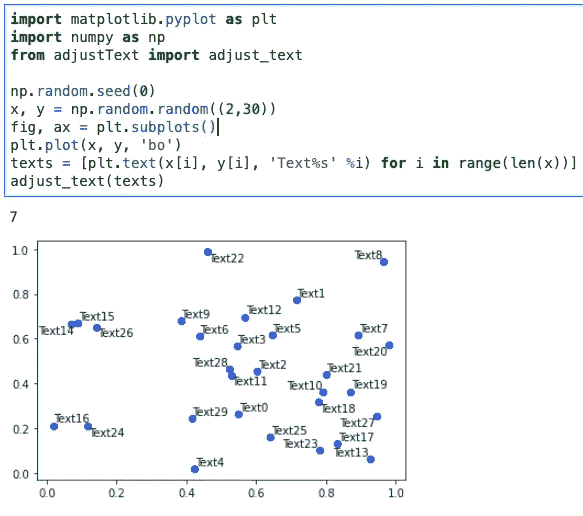 import matplotlib.pyplot as plt
import numpy as np
from adjustText import adjust_text
np.random.seed(0)
x, y = np.random.random((2,30))
fig, ax = plt.subplots()
plt.plot(x, y, 'bo')
texts = [plt.text(x[i], y[i], 'Text%s' %i) for i in range(len(x))]
adjust_text(texts)
7
1.0
Text22
Text8
0.8
Text1
Text15
Text9
Text12
Text14
Text26
Text6
Text5
Text7
0.6
Text3
Text20
Text28
Text2
Text21
Text11
0.4
Text10
Text19
Text29
Text0
Text18
Text16
Text27
0.2
Text24
Text25
Text17
Text23
Text13
Text4
0.0
0.0 0.2 0.4 0.6 0.8 1.0